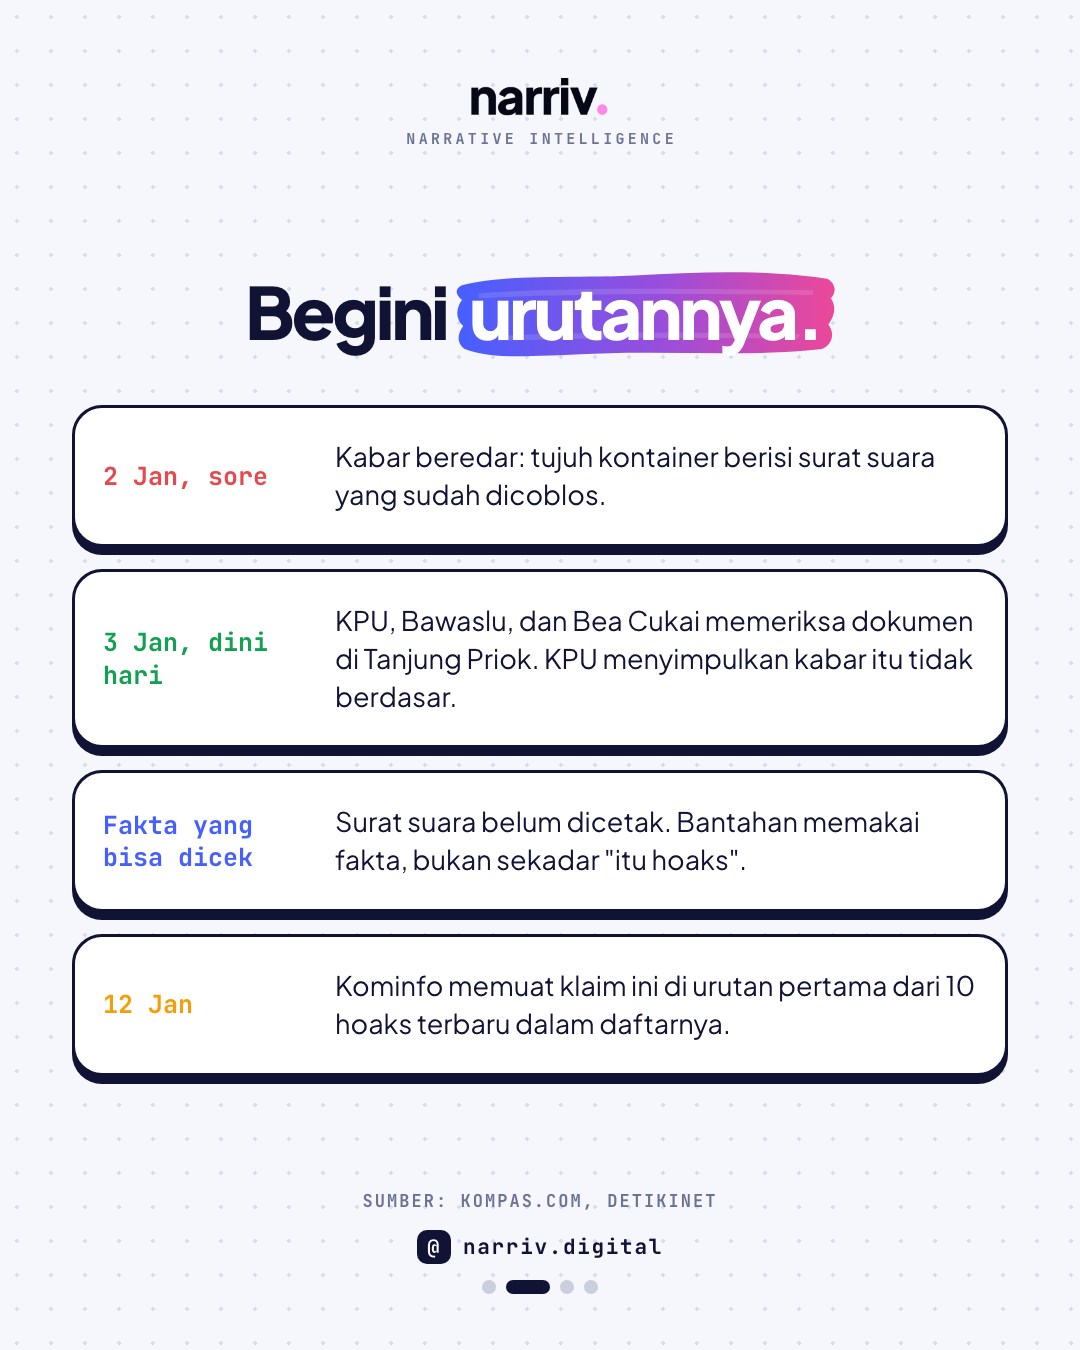 narriv.
NARRATIVE INTELLIGENCE
Begini urutannya.
2 Jan, sore
Kabar beredar: tujuh kontainer berisi surat suara
yang sudah dicoblos.
3 Jan, dini
hari
KPU, Bawaslu, dan Bea Cukai memeriksa dokumen
di Tanjung Priok. KPU menyimpulkan kabar itu tidak
berdasar.
Fakta yang
bisa dicek
Surat suara belum dicetak. Bantahan memakai
fakta, bukan sekadar "itu hoaks".
12 Jan
Kominfo memuat klaim ini di urutan pertama dari 10
hoaks terbaru dalam daftarnya.
SUMBER: KOMPAS.COM, DETIKINET
@ narriv.digital